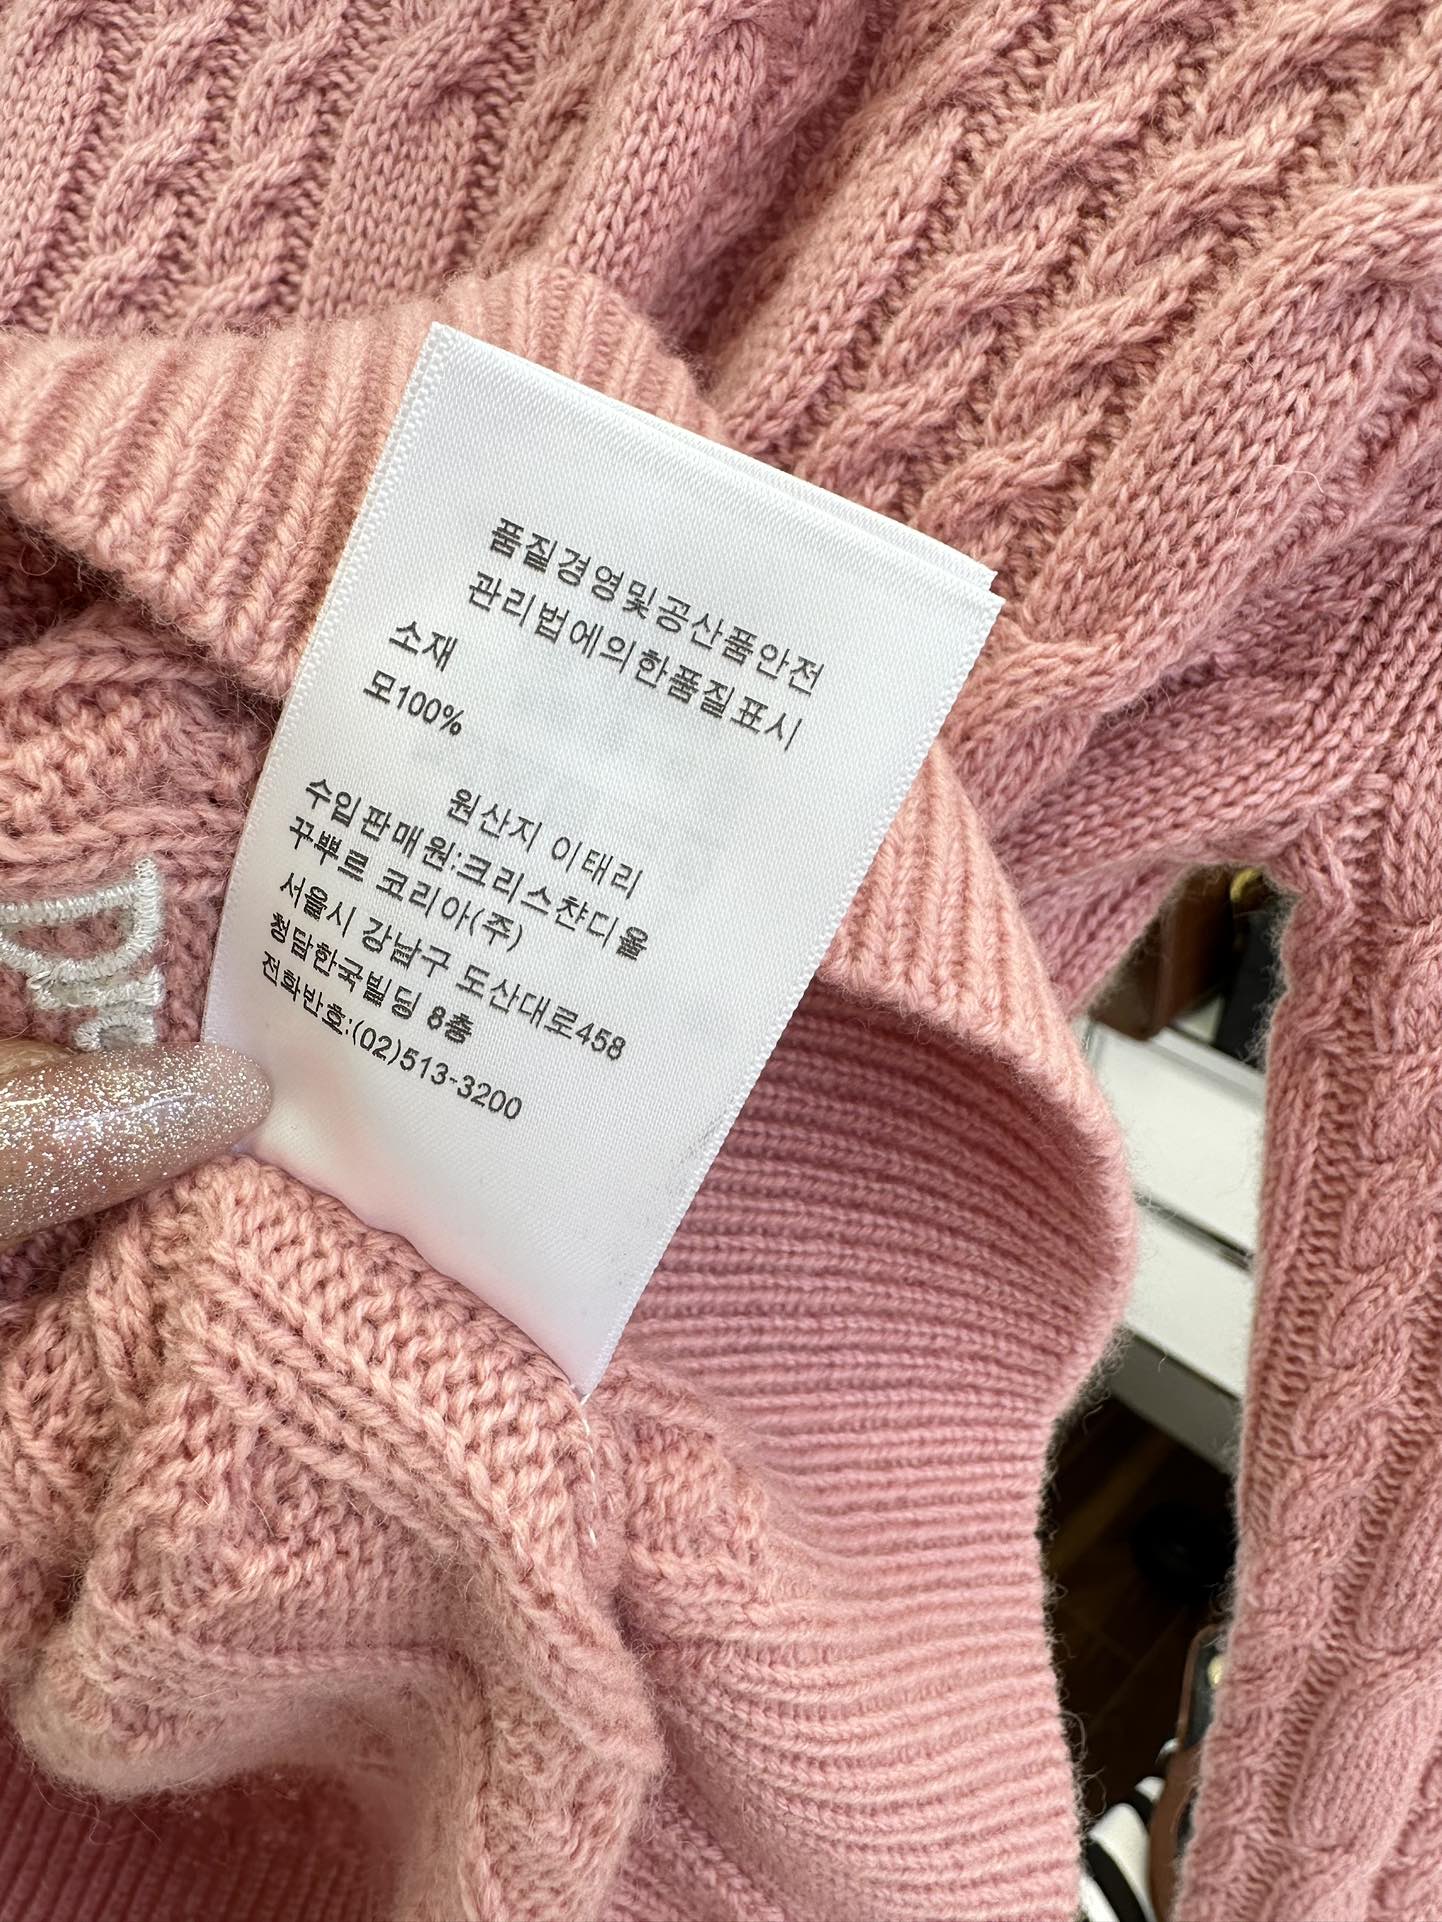 품질경영및공산품안전
관리법에의한품질표시
소재
모100%
원산지 이태리
수입판매원:크리스챤디올
꾸뿌르 코리아(주)
서울시 강남구 도산대로458
청담한국빌딩 8층
전화번호:(02)513-3200